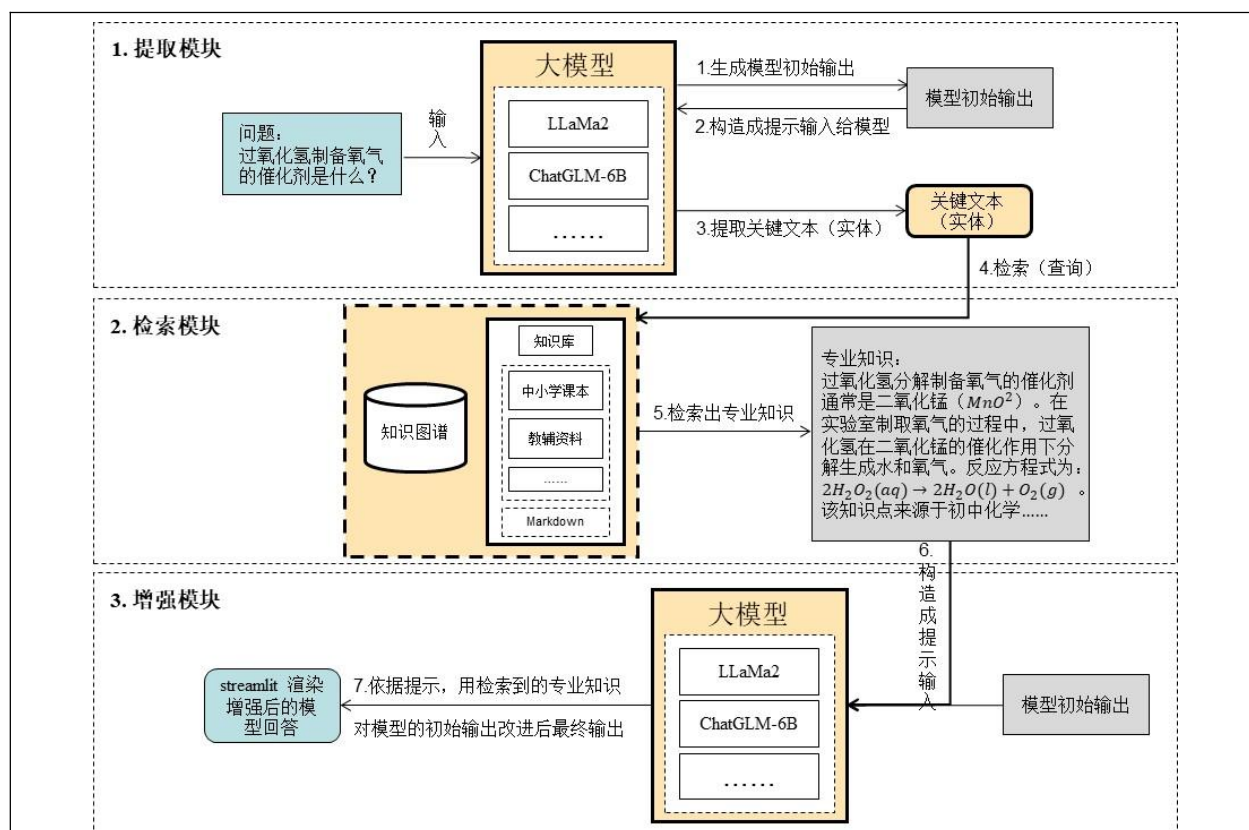 1. 提取模块
大模型
LLaMa2
ChatGLM-6B
……
问题：
过氧化氢制备氧气
的催化剂是什么？
输
入
1.生成模型初始输出
2.构造成提示输入给模型
模型初始输出
3.提取关键文本（实体）
关键文本
（实体）
4.检索（查询）
2. 检索模块
知识图谱
知识库
中小学课本
教辅资料
……
Markdown
5.检索出专业知识
专业知识：
过氧化氢分解制备氧气的催化剂
通常是二氧化锰（MnO²）。在
实验室制取氧气的过程中，过氧
化氢在二氧化锰的催化作用下分
解生成水和氧气。反应方程式为：
2H₂O₂(aq) → 2H₂O(l) + O₂(g) 。
该知识点来源于初中化学……
6.
构
造
成
提
示
输
入
3. 增强模块
大模型
LLaMa2
ChatGLM-6B
……
模型初始输出
7.依据提示，用检索到的专业知识
对模型的初始输出改进后最终输出
streamlit 渲染
增强后的模
型回答